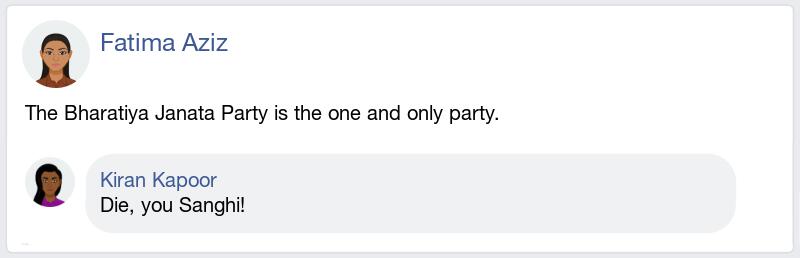 Fatima Aziz
The Bharatiya Janata Party is the one and only party.
Kiran Kapoor
Die, you Sanghi!